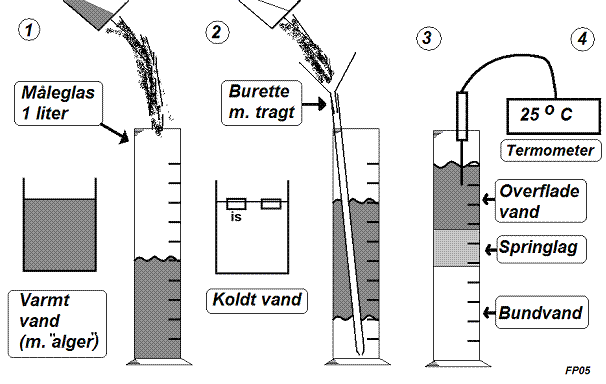 1
Måleglas
1 liter
Varmt
vand
(m."alger")
2
Burette
m. tragt
is
Koldt vand
3
4
25 o C
Termometer
Overflade
vand
Springlag
Bundvand
FP05